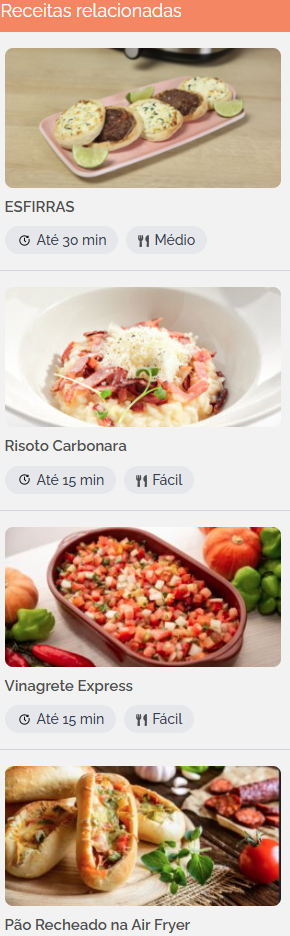 Receitas relacionadas
ESFIRRAS
Até 30 min
Médio
Risoto Carbonara
Até 15 min
Fácil
Vinagrete Express
Até 15 min
Fácil
Pão Recheado na Air Fryer